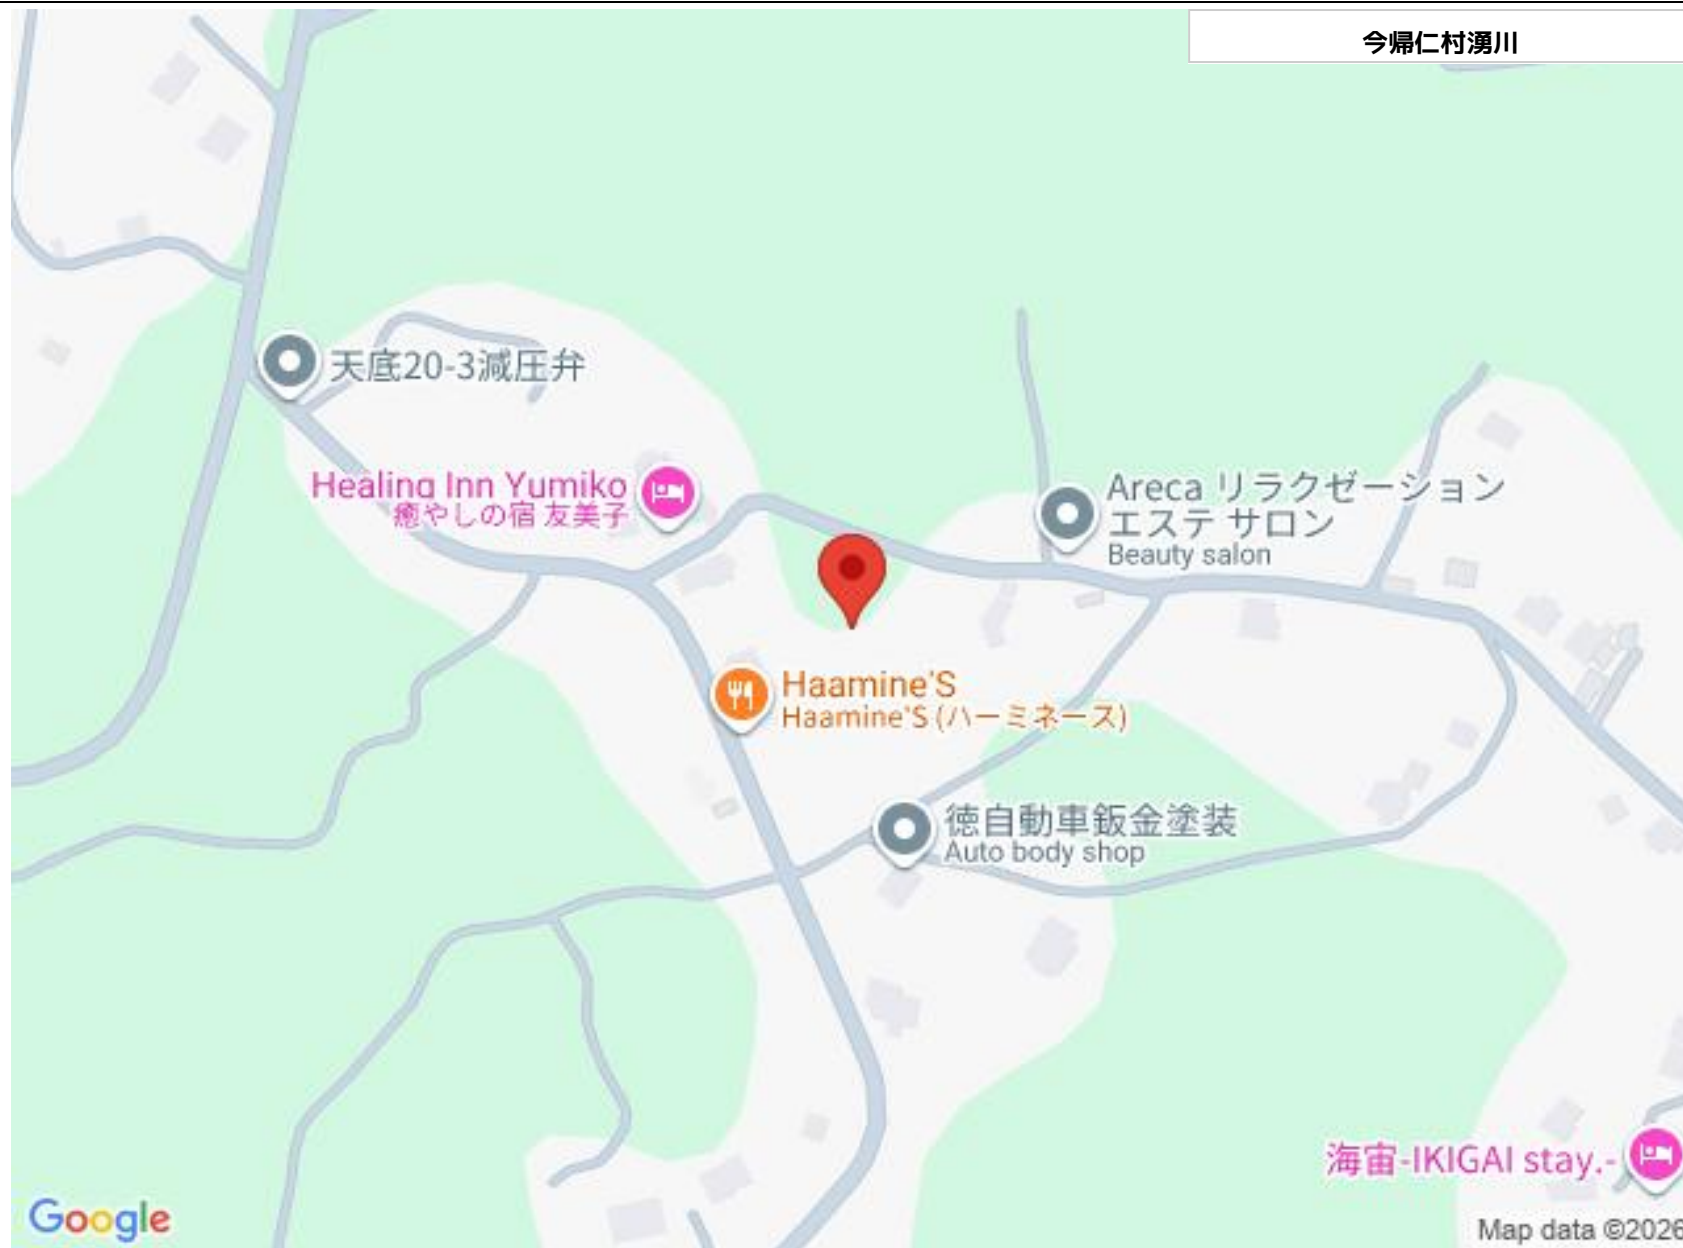 今帰仁村湧川
天底20-3減圧弁
Healing Inn Yumiko
癒やしの宿 友美子
Areca リラクゼーション
エステ サロン
Beauty salon
Haamine'S
Haamine'S (ハーミネース)
徳自動車鈑金塗装
Auto body shop
海宙-IKIGAI stay.-
Google
Map data ©2026